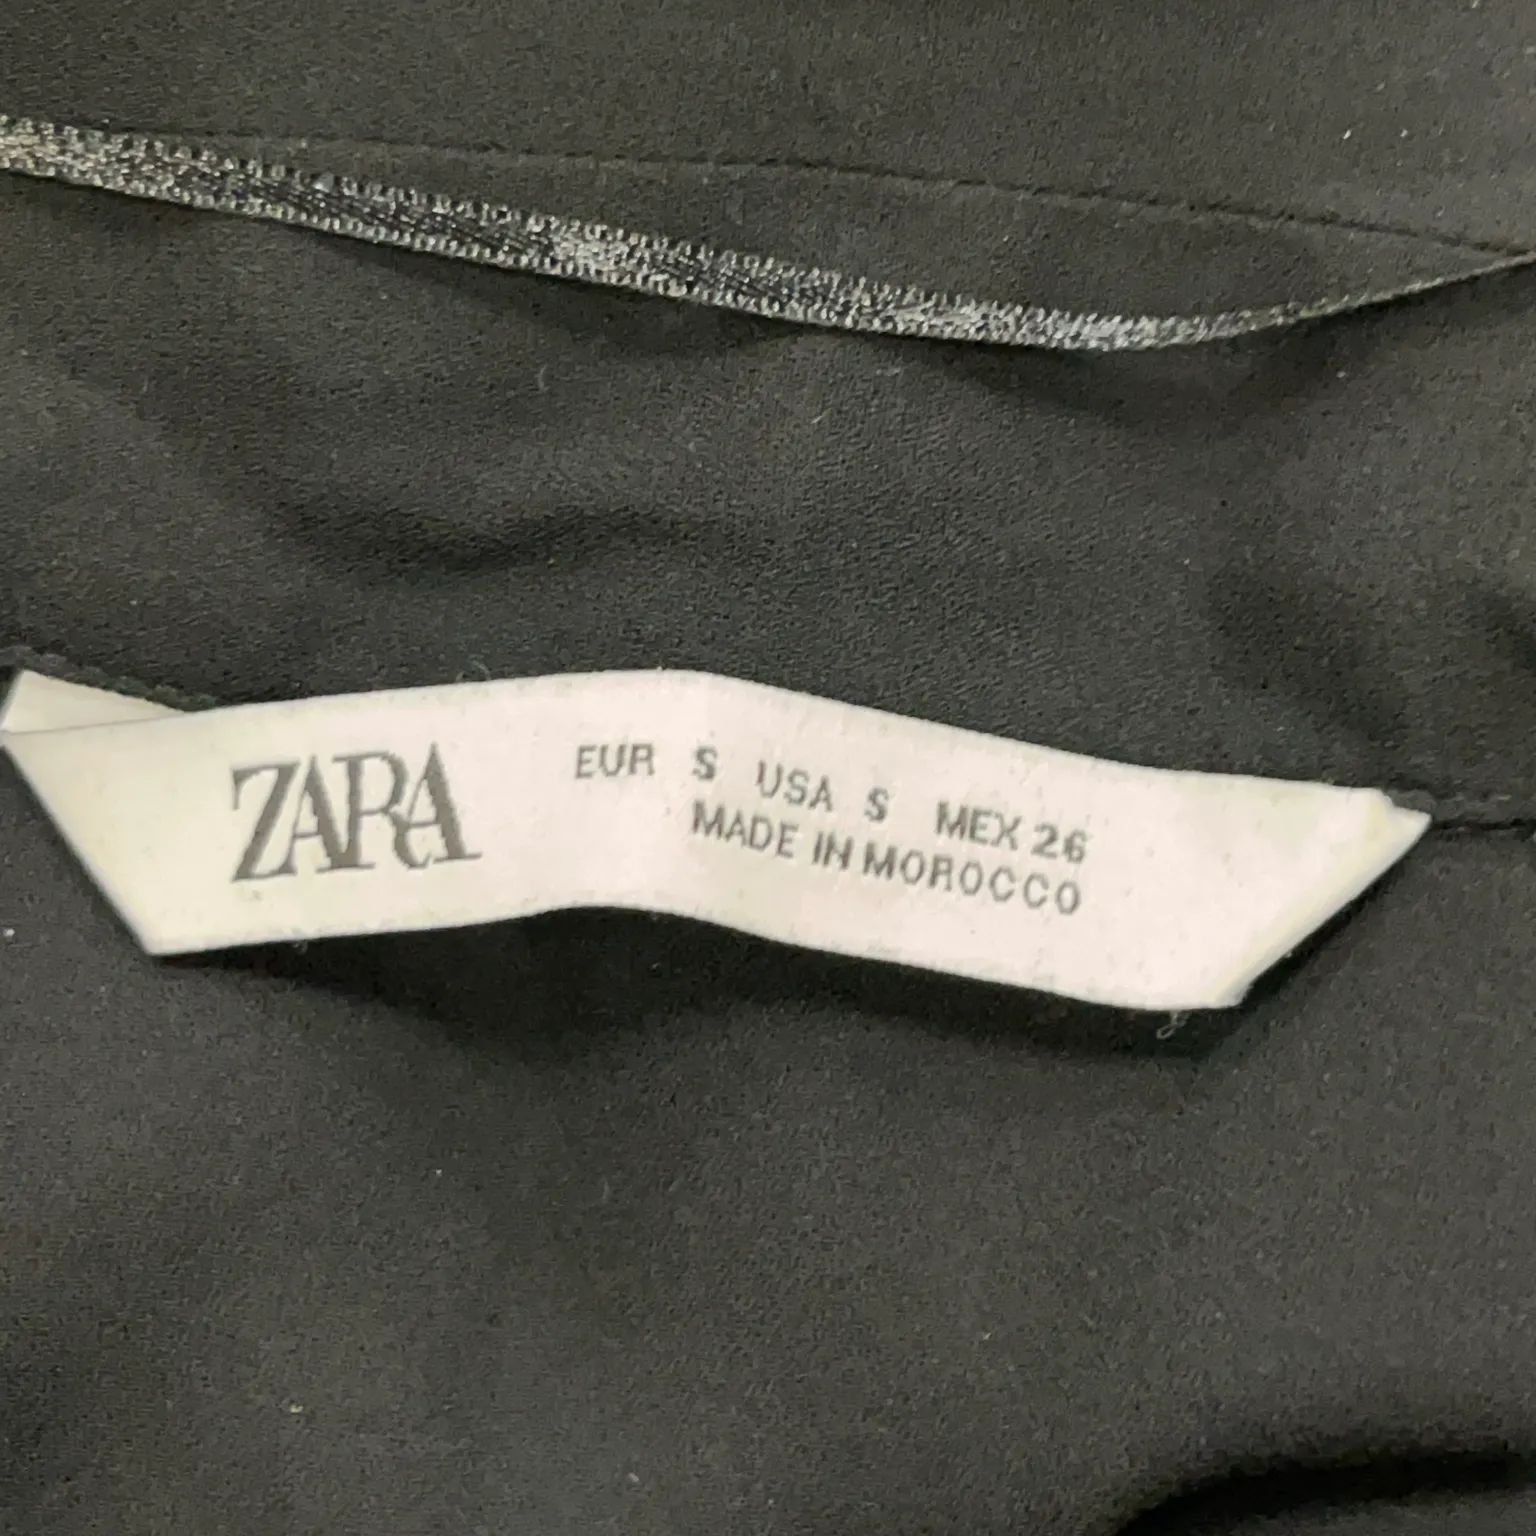 ZARA
EUR S USA S MEX 26
MADE IN MOROCCO